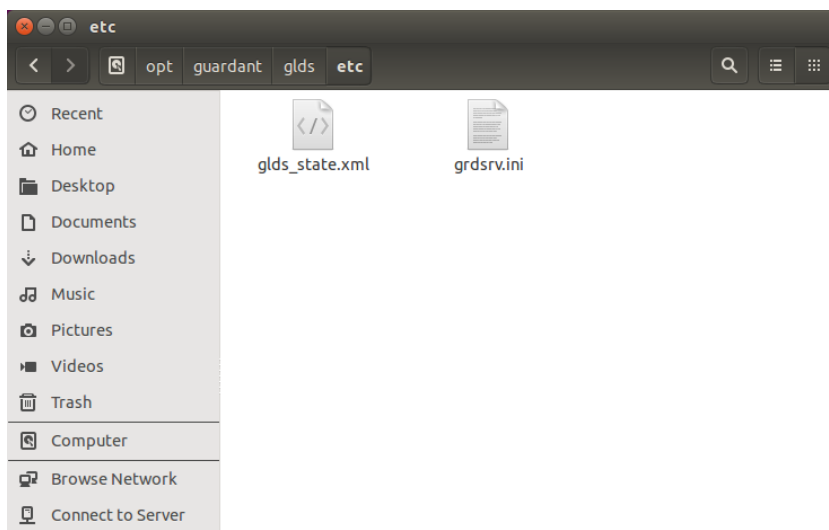 etc
opt guardant glds etc
Recent
Home
Desktop
Documents
Downloads
Music
Pictures
Videos
Trash
Computer
Browse Network
Connect to Server
glds_state.xml grdsrv.ini